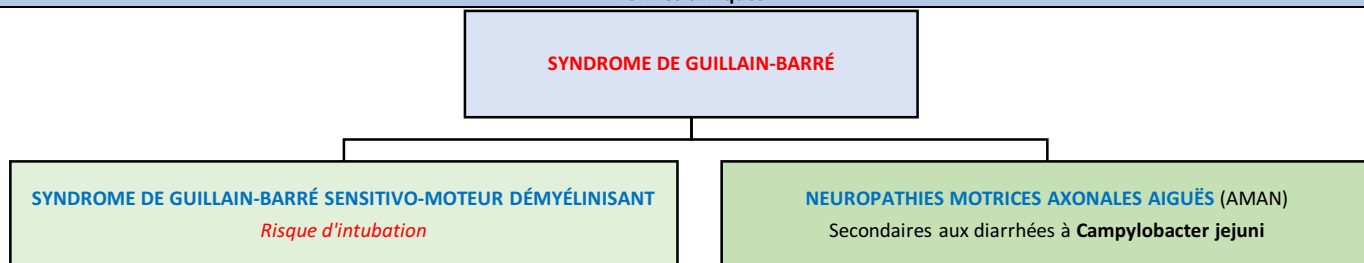 SYNDROME DE GUILLAIN-BARRÉ
SYNDROME DE GUILLAIN-BARRÉ SENSITIVO-MOTEUR DÉMYÉLINISANT
Risque d'intubation
NEUROPATHIES MOTRICES AXONALES AIGUËS (AMAN)
Secondaires aux diarrhées à Campylobacter jejuni